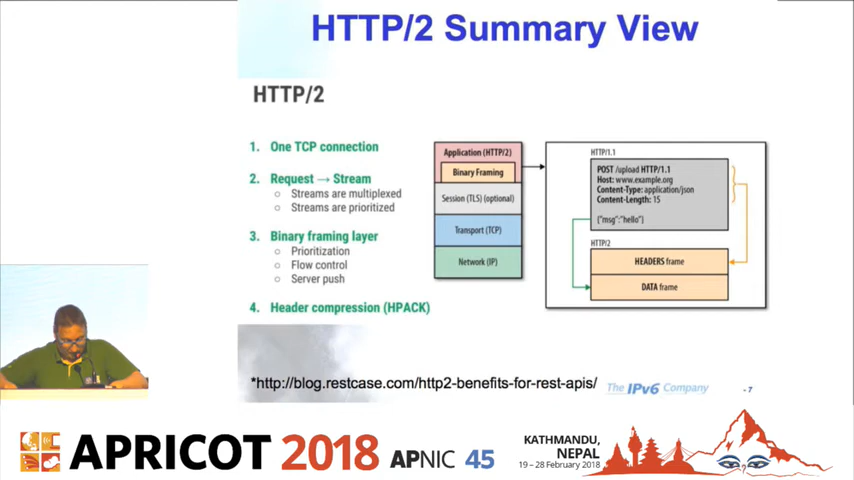 HTTP/2 Summary View
HTTP/2
1. One TCP connection
2. Request → Stream
○ Streams are multiplexed
○ Streams are prioritized
3. Binary framing layer
○ Prioritization
○ Flow control
○ Server push
4. Header compression (HPACK)
Application (HTTP/2)
Binary Framing
Session (TLS) (optional)
Transport (TCP)
Network (IP)
HTTP/1.1
POST /upload HTTP/1.1
Host: www.example.org
Content-Type: application/json
Content-Length: 15
{"msg":"hello"}
HTTP/2
HEADERS frame
DATA frame
*http://blog.restcase.com/http2-benefits-for-rest-apis/
The IPv6 Company
- 7
APRICOT 2018 APNIC 45
KATHMANDU,
NEPAL
19 – 28 February 2018